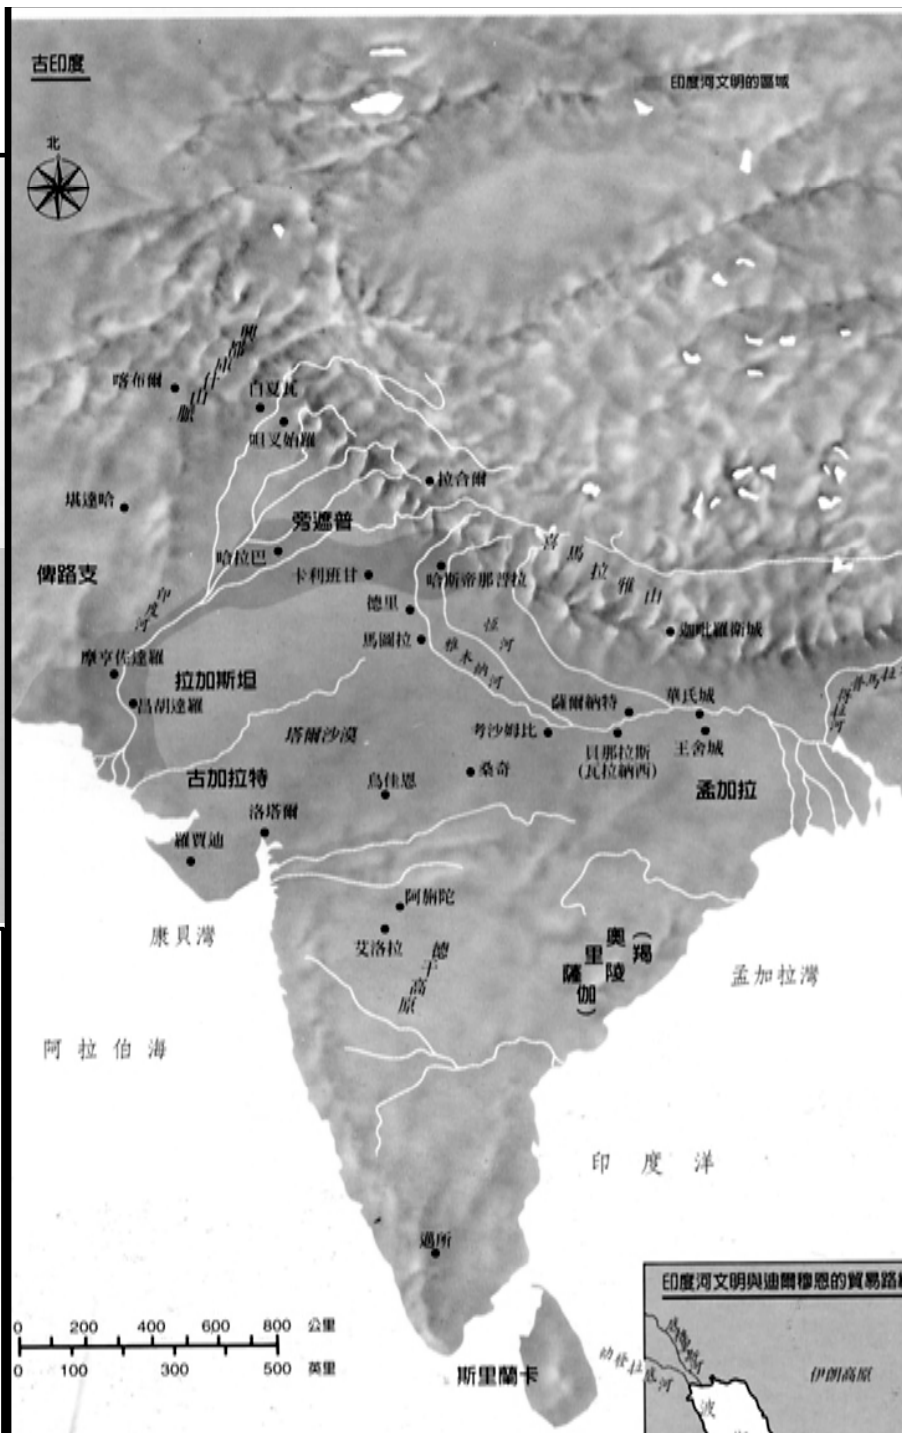 古印度
印度河文明的區域
北
興都庫什山脈
喀布爾
白夏瓦
呾叉始羅
拉合爾
堪達哈
旁遮普
哈拉巴
俾路支
卡利班甘
哈斯帝那普拉
喜馬拉雅山
印度河
德里
恆河
馬圖拉
雅木納河
迦毗羅衛城
摩亨佐達羅
拉加斯坦
昌胡達羅
薩爾納特
華氏城
塔爾沙漠
考沙姆比
貝那拉斯
(瓦拉納西)
王舍城
古加拉特
烏佳恩
桑奇
孟加拉
洛塔爾
羅賈迪
阿旃陀
艾洛拉
德干高原
奧里薩
(羯陵伽)
康貝灣
孟加拉灣
阿拉伯海
印度洋
邁所
斯里蘭卡
0 200 400 600 800 公里
0 100 300 500 英里
印度河文明與迪爾穆恩的貿易路
幼發拉底河
伊朗高原
波